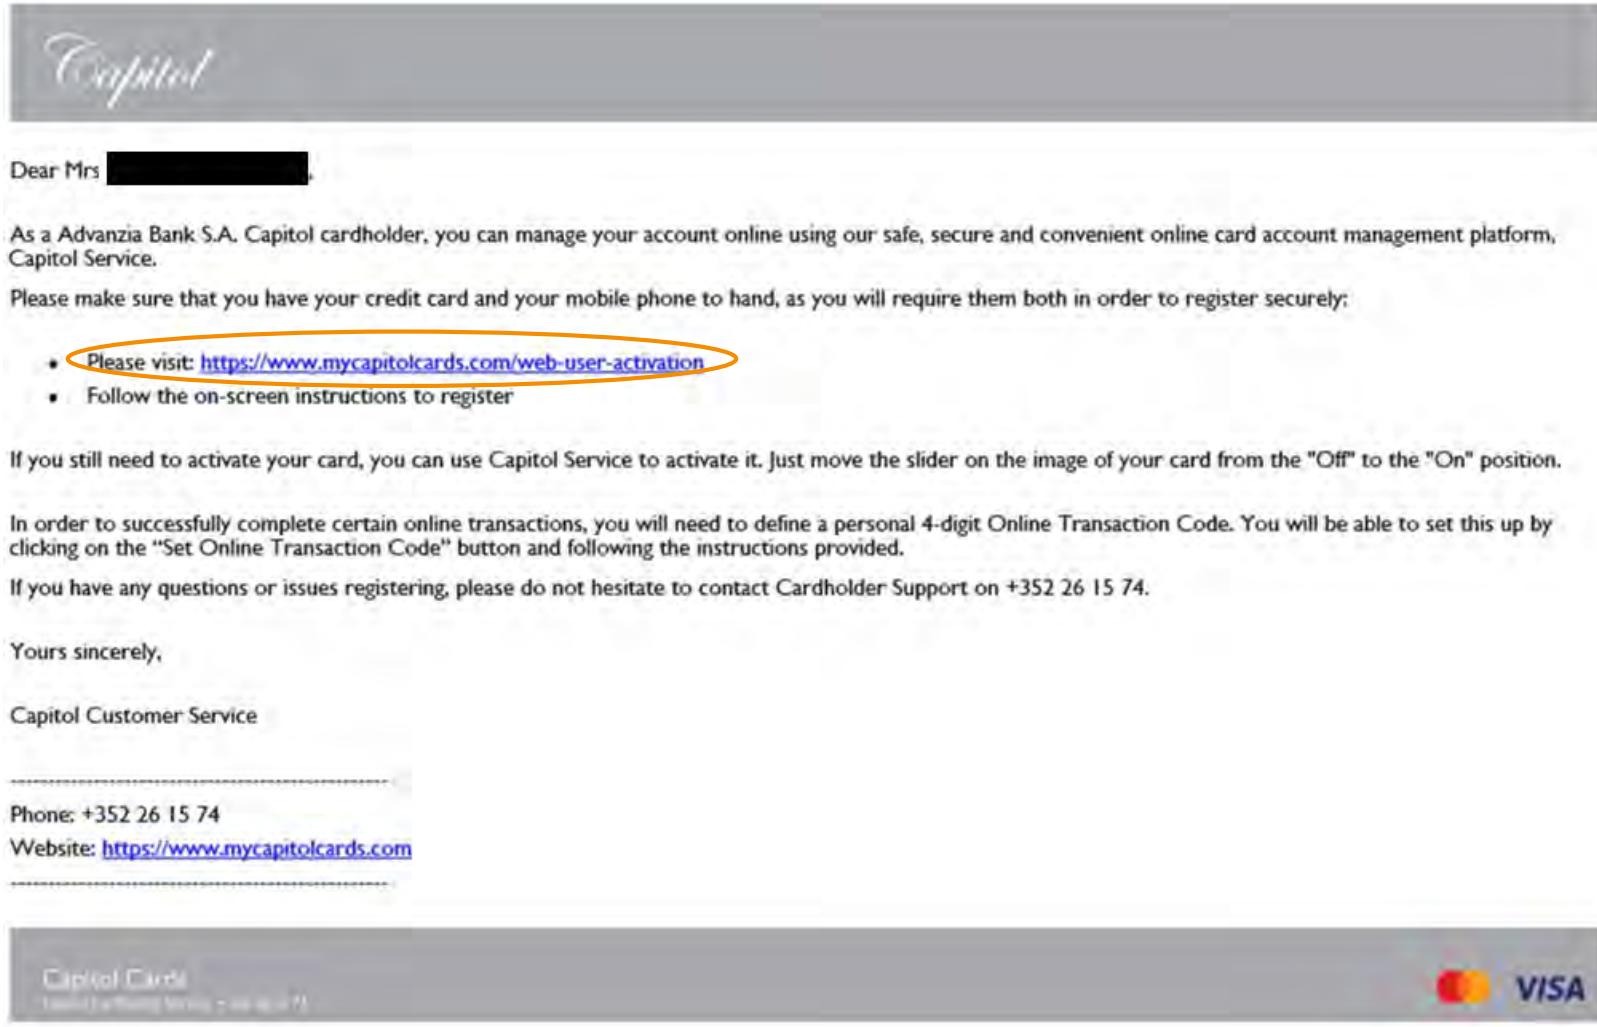 Capitol
Dear Mrs
As a Advanzia Bank S.A. Capitol cardholder, you can manage your account online using our safe, secure and convenient online card account management platform,
Capitol Service.
Please make sure that you have your credit card and your mobile phone to hand, as you will require them both in order to register securely:
• Please visit: https://www.mycapitolcards.com/web-user-activation
• Follow the on-screen instructions to register
If you still need to activate your card, you can use Capitol Service to activate it. Just move the slider on the image of your card from the "Off" to the "On" position.
In order to successfully complete certain online transactions, you will need to define a personal 4-digit Online Transaction Code. You will be able to set this up by
clicking on the “Set Online Transaction Code” button and following the instructions provided.
If you have any questions or issues registering, please do not hesitate to contact Cardholder Support on +352 26 15 74.
Yours sincerely,
Capitol Customer Service
Phone: +352 26 15 74
Website: https://www.mycapitolcards.com
Capitol Cards
VISA